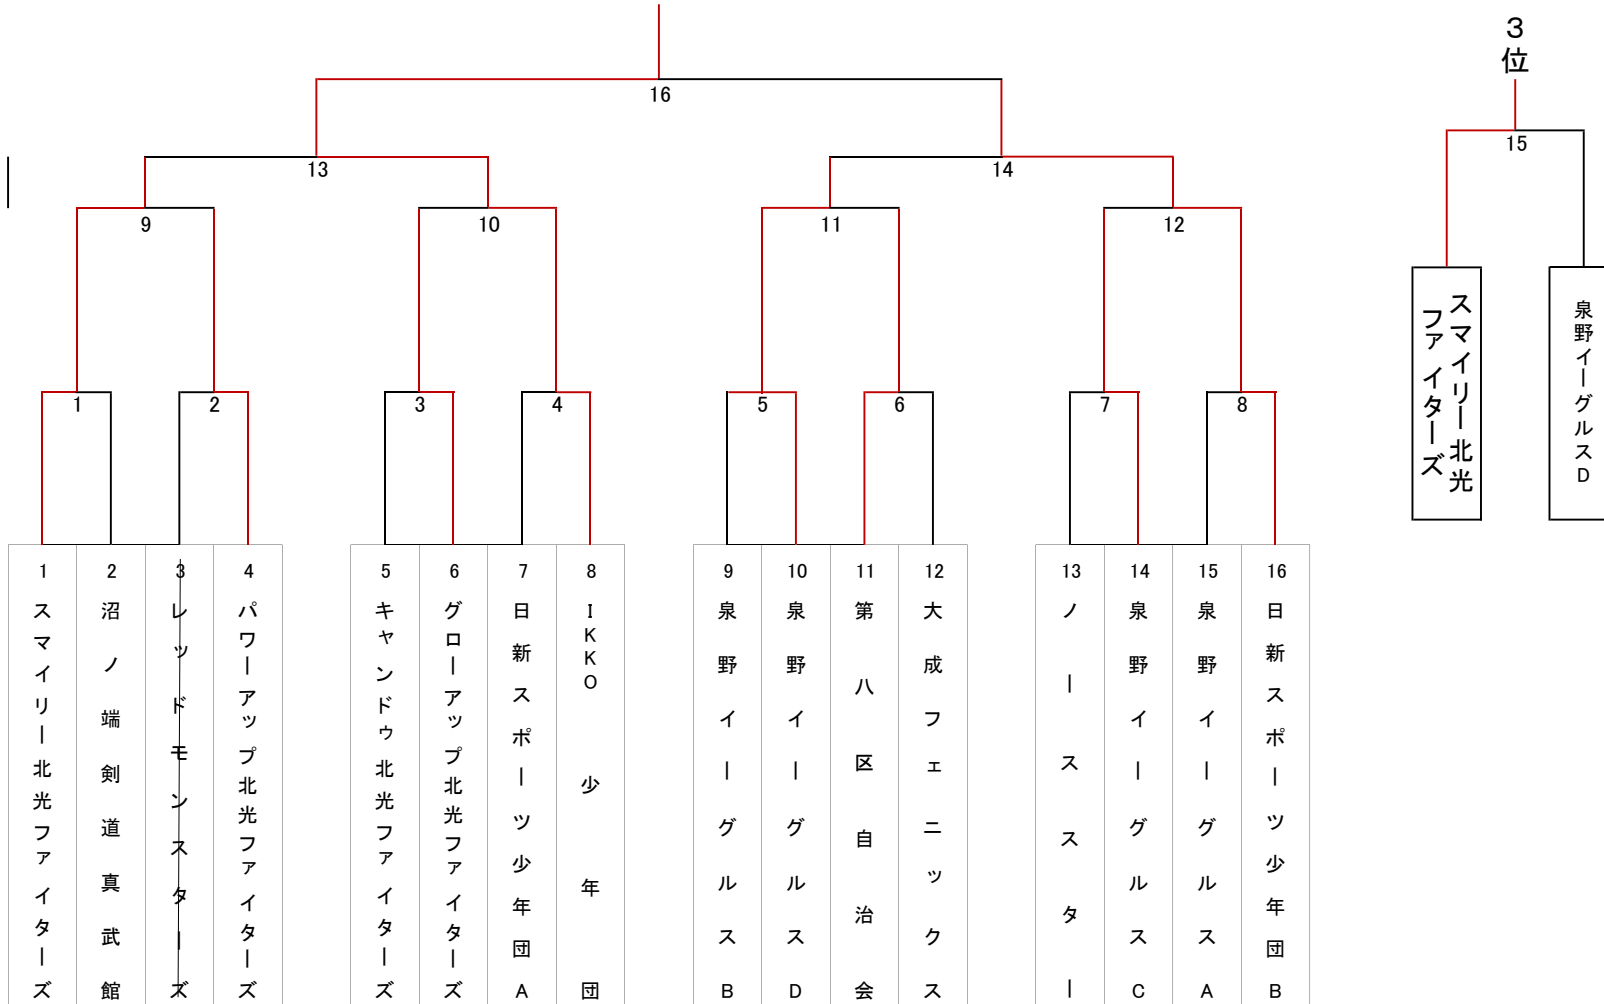 3位
16
15
13
14
9
10
11
12
1
2
3
4
5
6
7
8
スマイリー北光
ファイターズ
泉野イーグルスD
1 スマイリー北光ファイターズ
2 沼ノ端剣道真武館
3 レッドモンスターズ
4 パワーアップ北光ファイターズ
5 キャンドゥ北光ファイターズ
6 グローアップ北光ファイターズ
7 日新スポーツ少年団A
8 IKKO少年団
9 泉野イーグルスB
10 泉野イーグルスD
11 第八区自治会
12 大成フェニックス
13 ノースター
14 泉野イーグルスC
15 泉野イーグルスA
16 日新スポーツ少年団B